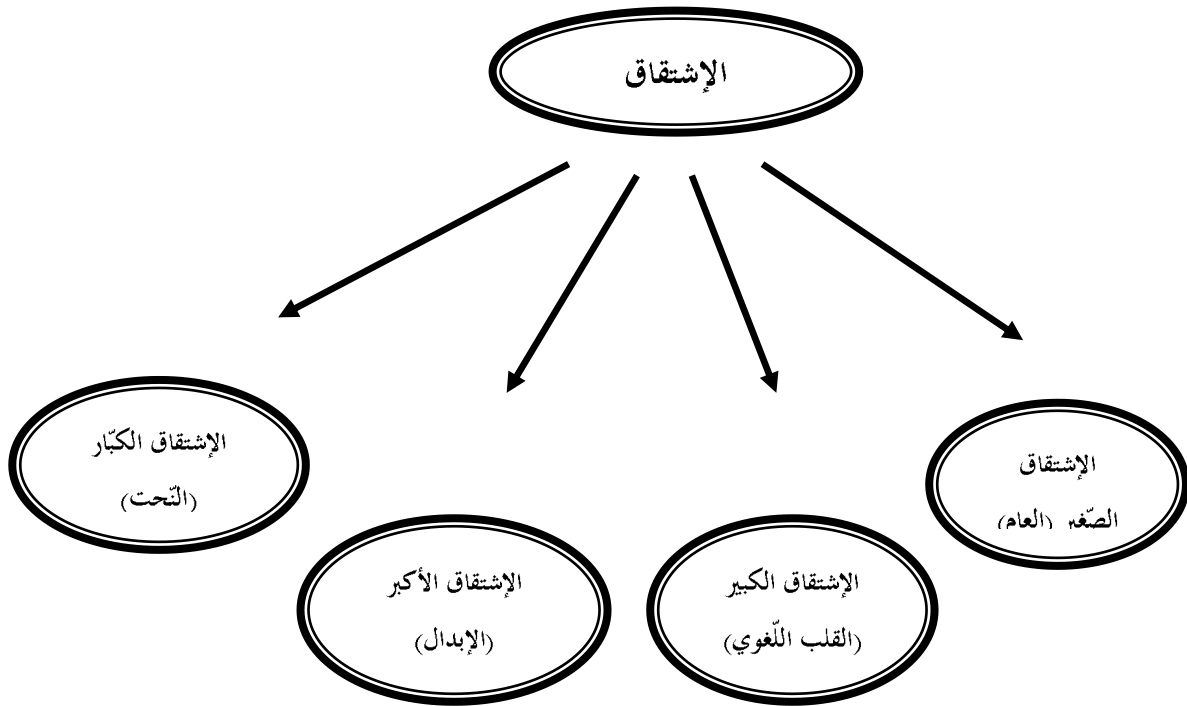 الإشتقاق
الإشتقاق
الصّغير (العام)
الإشتقاق الكبير
(القلب اللّغوي)
الإشتقاق الأكبر
(الإبدال)
الإشتقاق الكبّار
(النّحت)